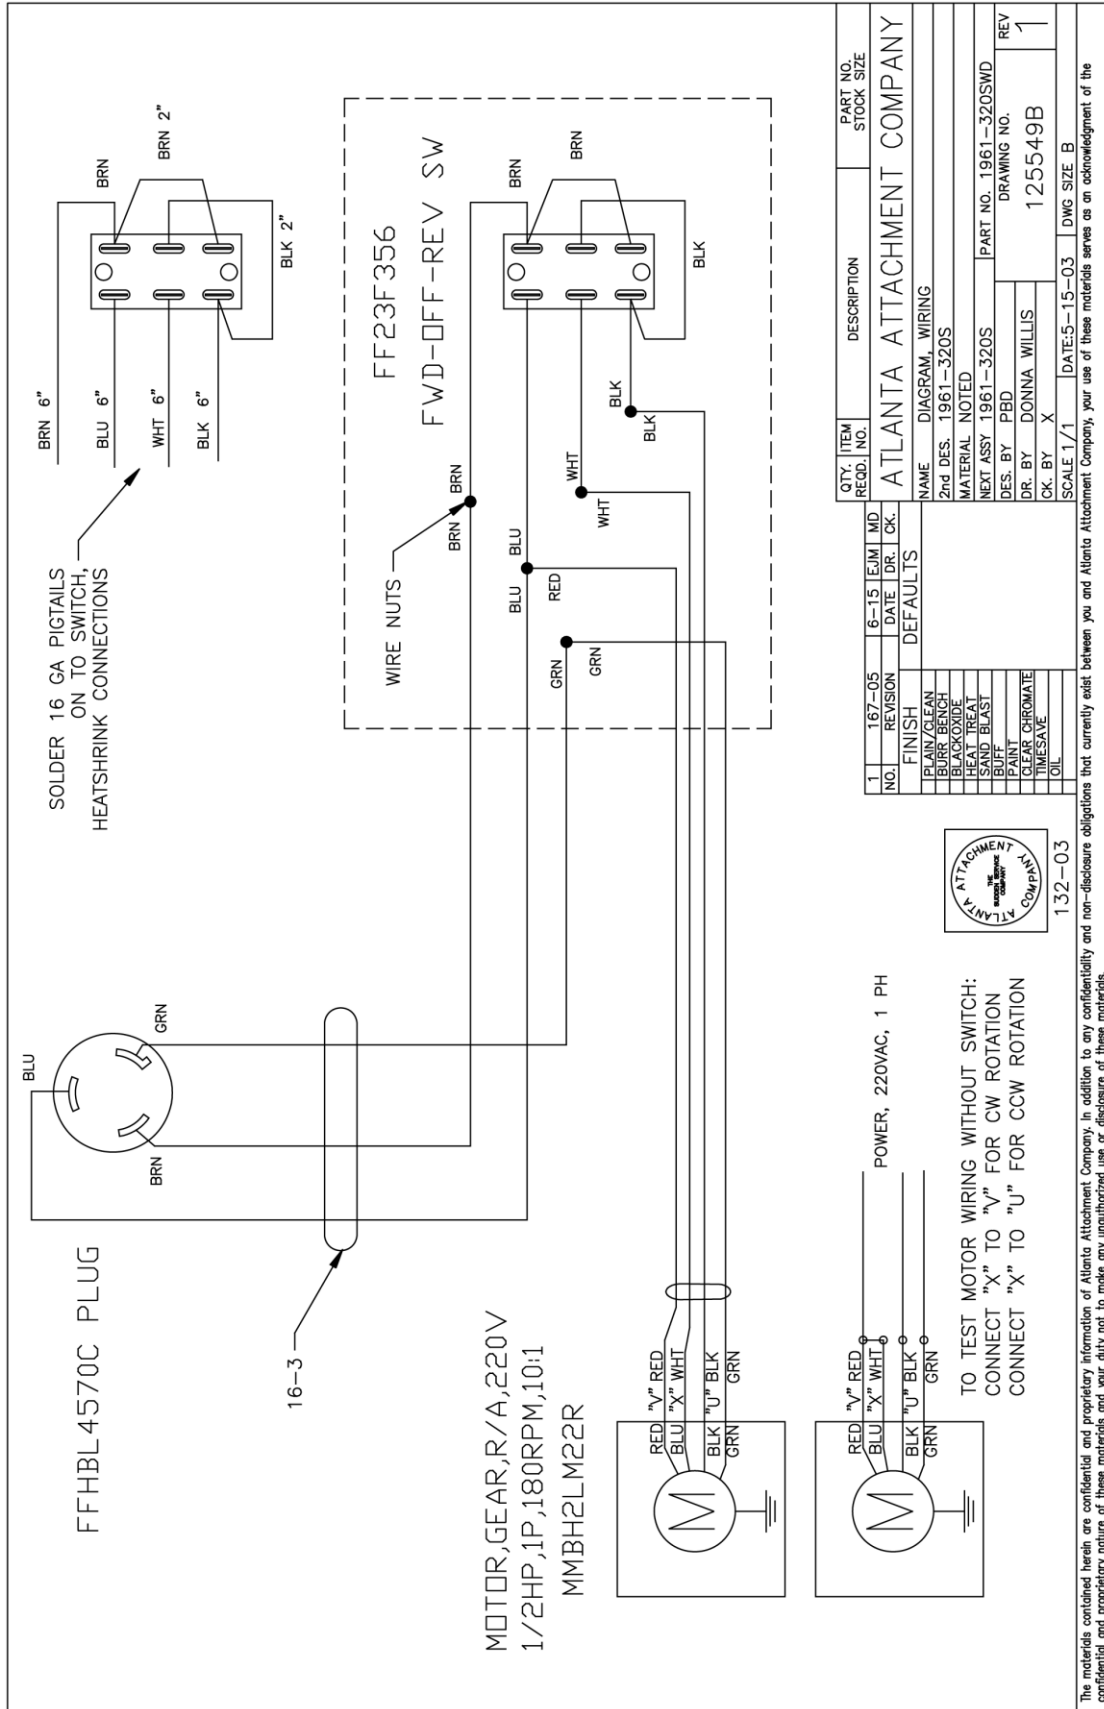 FFHBL4570C PLUG
BLU
BRN
GRN
16-3
SOLDER 16 GA PIGTAILS
ON TO SWITCH,
HEATSHRINK CONNECTIONS
BRN 6"
BLU 6"
WHT 6"
BLK 6"
BRN
BRN 2"
BLK 2"
FF23F356
FWD-OFF-REV SW
WIRE NUTS
BRN
BRN
BRN
BRN
BLU
BLU
RED
GRN
GRN
WHT
WHT
BLK
BLK
BLK
MOTOR,GEAR,R/A,220V
1/2HP,1P,180RPM,10:1
MMBH2LM22R
M
RED "V" RED
BLU "X" WHT
BLK "U" BLK
GRN GRN
M
RED "V" RED
BLU "X" WHT
BLK "U" BLK
GRN GRN
POWER, 220VAC, 1 PH
TO TEST MOTOR WIRING WITHOUT SWITCH:
CONNECT "X" TO "V" FOR CW ROTATION
CONNECT "X" TO "U" FOR CCW ROTATION
ATLANTA ATTACHMENT COMPANY
THE
SUDDEN SERVICE
COMPANY
132-03
1 167-05 6-15 EJM MD
NO. REVISION DATE DR. CK.
FINISH DEFAULTS
PLAIN/CLEAN
BURR BENCH
BLACKOXIDE
HEAT TREAT
SAND BLAST
BUFF
PAINT
CLEAR CHROMATE
TIMESAVE
OIL
QTY. REQD. ITEM NO. DESCRIPTION PART NO. STOCK SIZE
ATLANTA ATTACHMENT COMPANY
NAME DIAGRAM, WIRING
2nd DES. 1961-320S
MATERIAL NOTED
NEXT ASSY 1961-320S PART NO. 1961-320SWD
DES. BY PBD DRAWING NO. REV
DR. BY DONNA WILLIS 125549B 1
CK. BY X
SCALE 1/1 DATE:5-15-03 DWG SIZE B
The materials contained herein are confidential and proprietary information of Atlanta Attachment Company. In addition to any confidentiality and non-disclosure obligations that currently exist between you and Atlanta Attachment Company, your use of these materials serves as an acknowledgment of the
confidential and proprietary nature of these materials and your duty not to make any unauthorized use or disclosure of these materials.